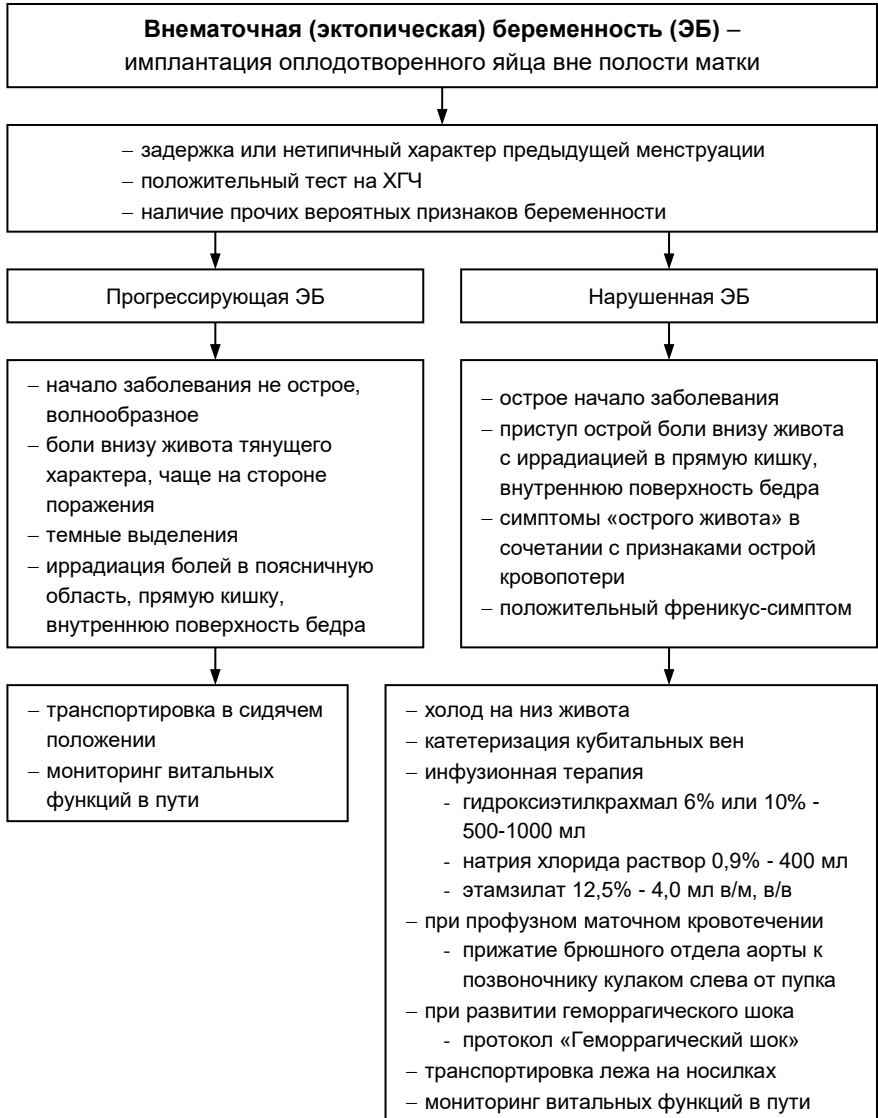 Внематочная (эктопическая) беременность (ЭБ) –
имплантация оплодотворенного яйца вне полости матки
– задержка или нетипичный характер предыдущей менструации
– положительный тест на ХГЧ
– наличие прочих вероятных признаков беременности
Прогрессирующая ЭБ
– начало заболевания не острое,
волнообразное
– боли внизу живота тянущего
характера, чаще на стороне
поражения
– темные выделения
– иррадиация болей в поясничную
область, прямую кишку,
внутреннюю поверхность бедра
– транспортировка в сидячем
положении
– мониторинг витальных
функций в пути
Нарушенная ЭБ
– острое начало заболевания
– приступ острой боли внизу живота
с иррадиацией в прямую кишку,
внутреннюю поверхность бедра
– симптомы «острого живота» в
сочетании с признаками острой
кровопотери
– положительный френикус-симптом
– холод на низ живота
– катетеризация кубитальных вен
– инфузионная терапия
- гидроксиэтилкрахмал 6% или 10% -
500-1000 мл
- натрия хлорида раствор 0,9% - 400 мл
- этамзилат 12,5% - 4,0 мл в/м, в/в
– при профузном маточном кровотечении
- прижатие брюшного отдела аорты к
позвоночнику кулаком слева от пупка
– при развитии геморрагического шока
- протокол «Геморрагический шок»
– транспортировка лежа на носилках
– мониторинг витальных функций в пути